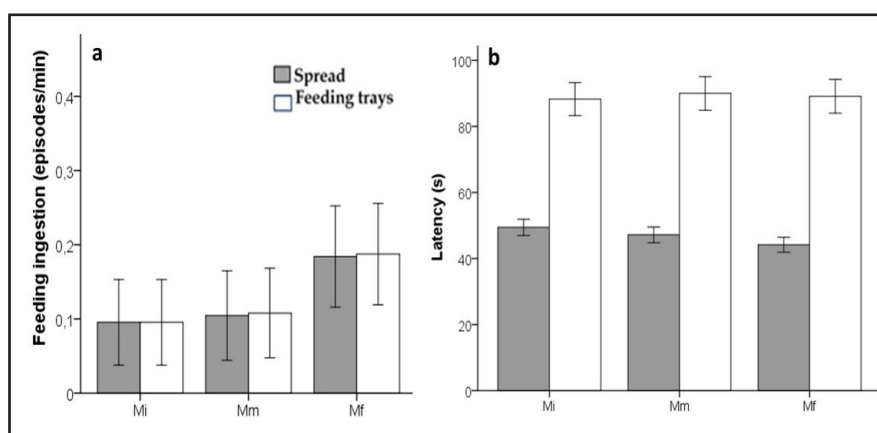 a
Spread
Feeding trays
Feeding ingestion (episodes/min)
0,4
0,3
0,2
0,1
0
Mi Mm Mf
b
Latency (s)
100
80
60
40
20
0
Mi Mm Mf